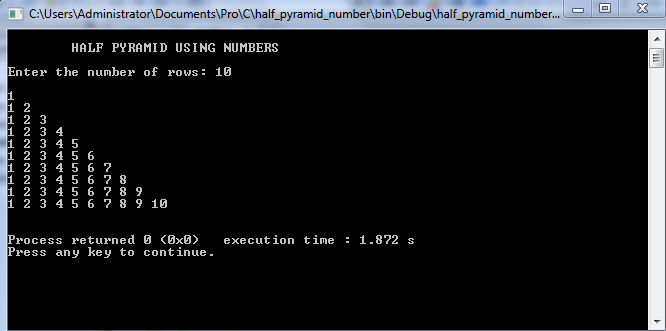 C:\Users\Administrator\Documents\Pro\C\half_pyramid_number\bin\Debug\half_pyramid_number...
HALF PYRAMID USING NUMBERS
Enter the number of rows: 10
1
1 2
1 2 3
1 2 3 4
1 2 3 4 5
1 2 3 4 5 6
1 2 3 4 5 6 7
1 2 3 4 5 6 7 8
1 2 3 4 5 6 7 8 9
1 2 3 4 5 6 7 8 9 10
Process returned 0 (0x0)   execution time : 1.872 s
Press any key to continue.